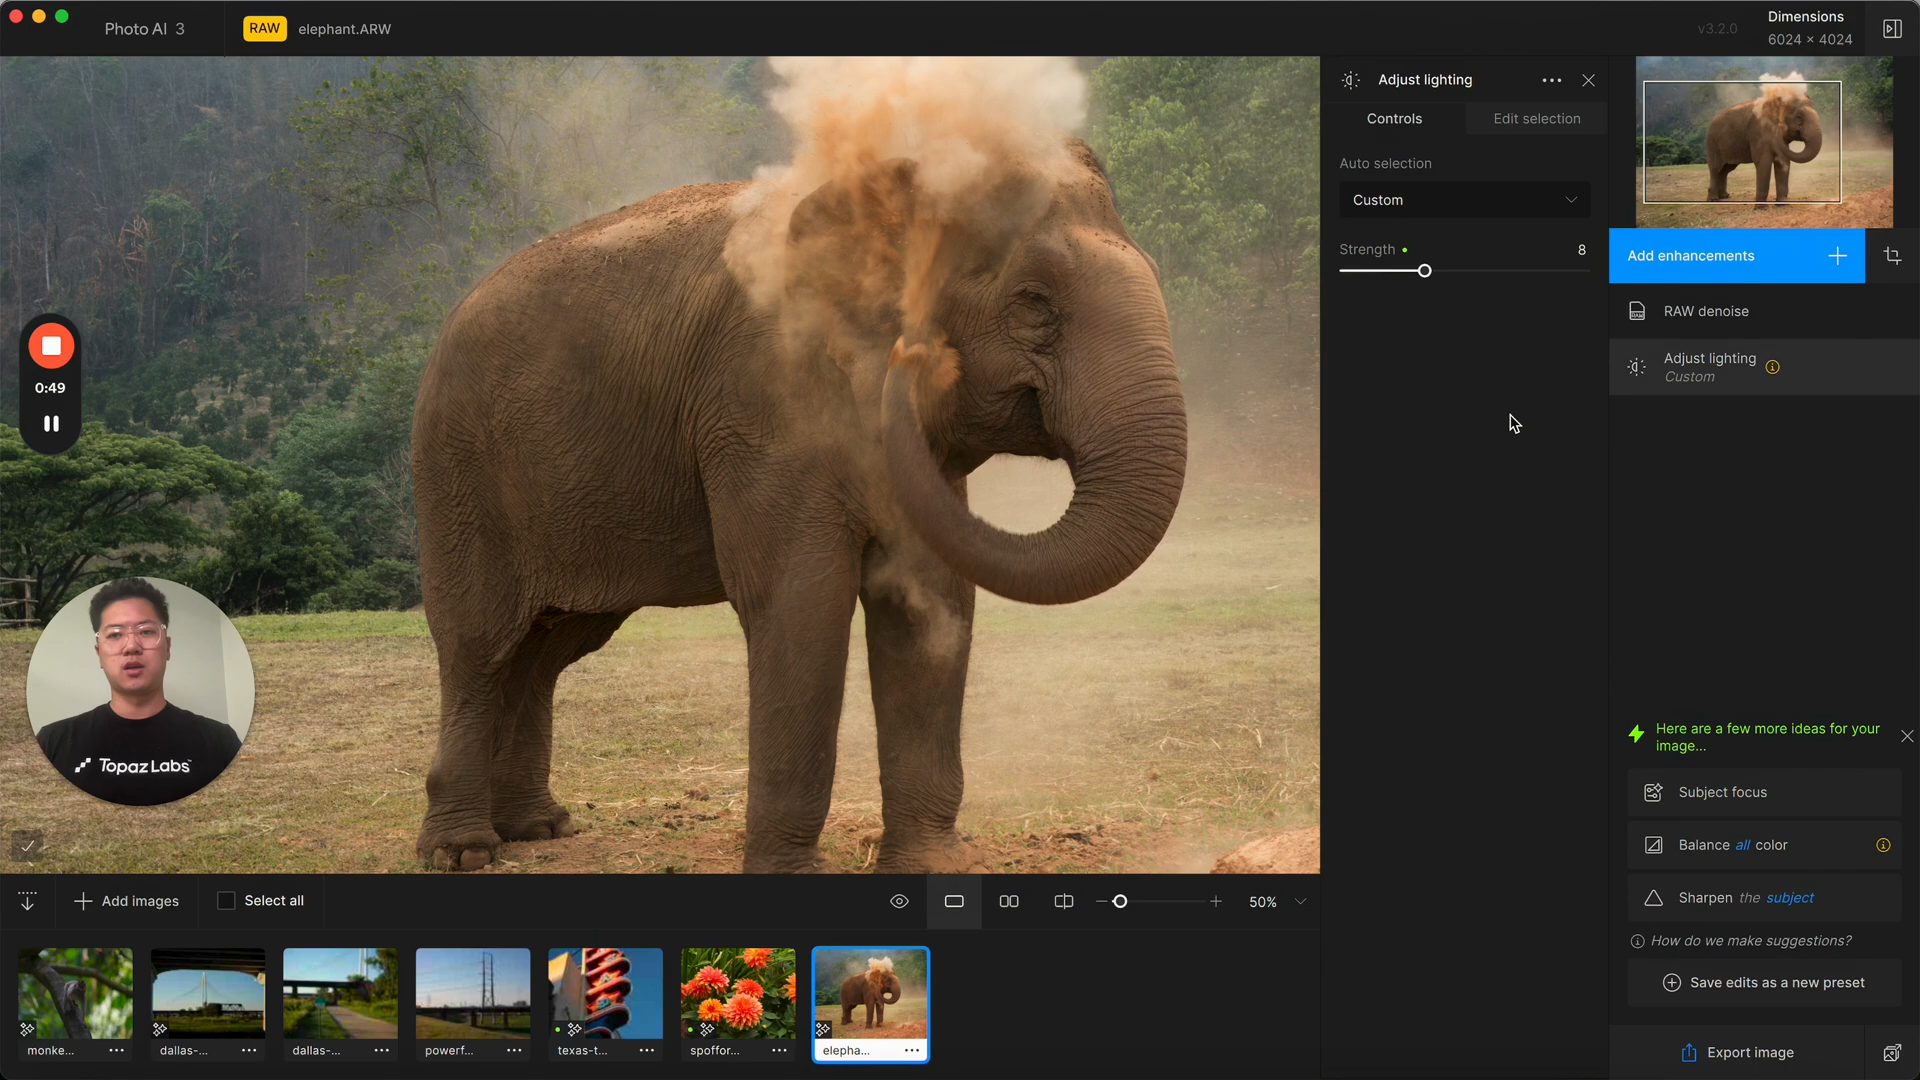 Photo AI 3
RAW
elephant.ARW
v3.2.0
Dimensions
6024 × 4024
Adjust lighting
Controls
Edit selection
Auto selection
Custom
Strength
8
Add enhancements
RAW denoise
Adjust lighting
Custom
0:49
Topaz Labs
Here are a few more ideas for your
image...
Subject focus
Balance all color
Sharpen the subject
How do we make suggestions?
Save edits as a new preset
Export image
Add images
Select all
50%
monke...
dallas-...
dallas-...
powerf...
texas-t...
spoffor...
elepha...